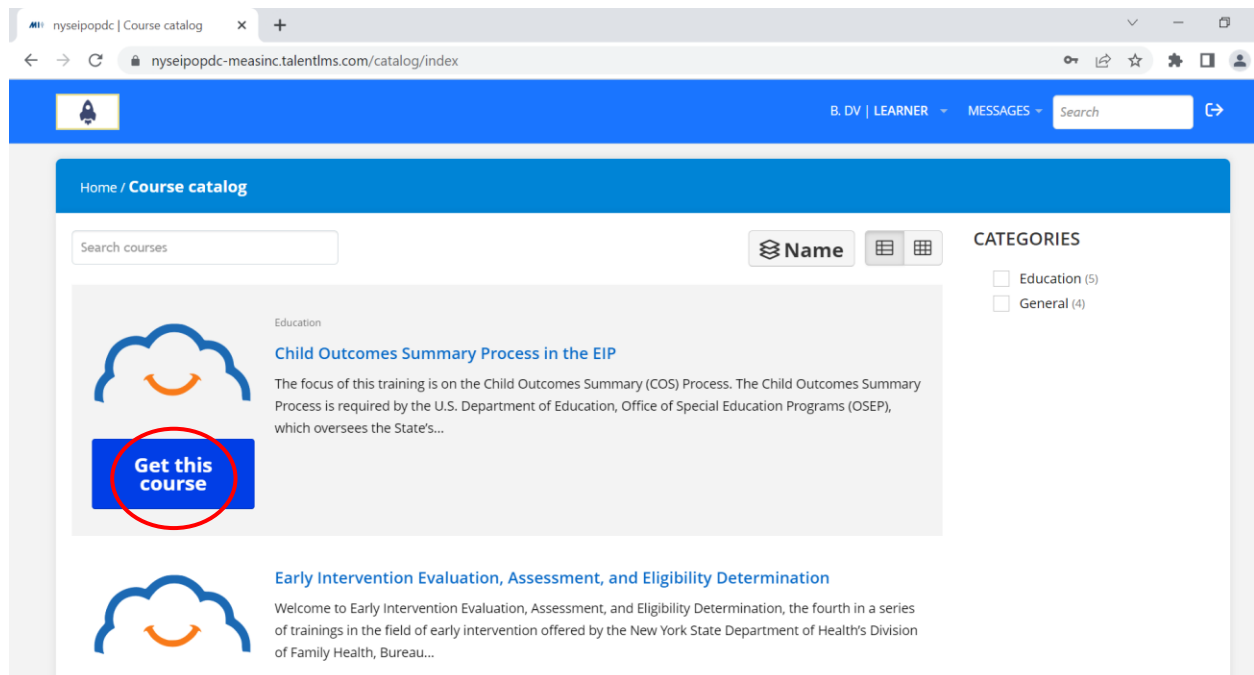 nyseipopdc | Course catalog
nyseipopdc-measinc.talentlms.com/catalog/index
B. DV | LEARNER MESSAGES Search
Home / Course catalog
Search courses
Name
CATEGORIES
Education (5)
General (4)
Education
Child Outcomes Summary Process in the EIP
The focus of this training is on the Child Outcomes Summary (COS) Process. The Child Outcomes Summary
Process is required by the U.S. Department of Education, Office of Special Education Programs (OSEP),
which oversees the State's...
Get this
course
Early Intervention Evaluation, Assessment, and Eligibility Determination
Welcome to Early Intervention Evaluation, Assessment, and Eligibility Determination, the fourth in a series
of trainings in the field of early intervention offered by the New York State Department of Health's Division
of Family Health, Bureau...